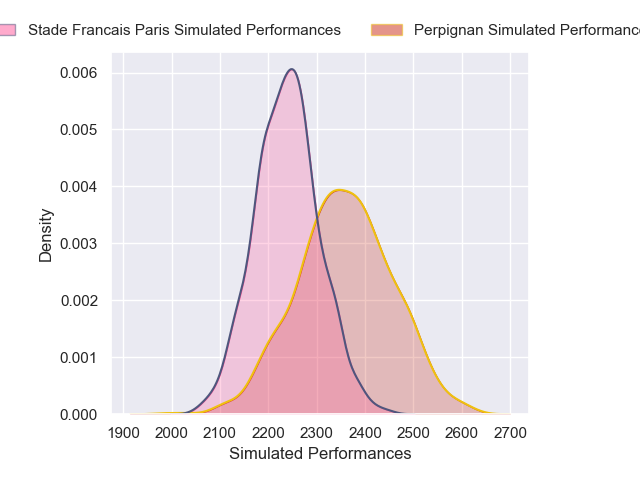 Stade Francais Paris Simulated Performances
Perpignan Simulated Performance
0.006
0.005
0.004
0.003
0.002
0.001
0.000
Density
1900 2000 2100 2200 2300 2400 2500 2600 2700
Simulated Performances